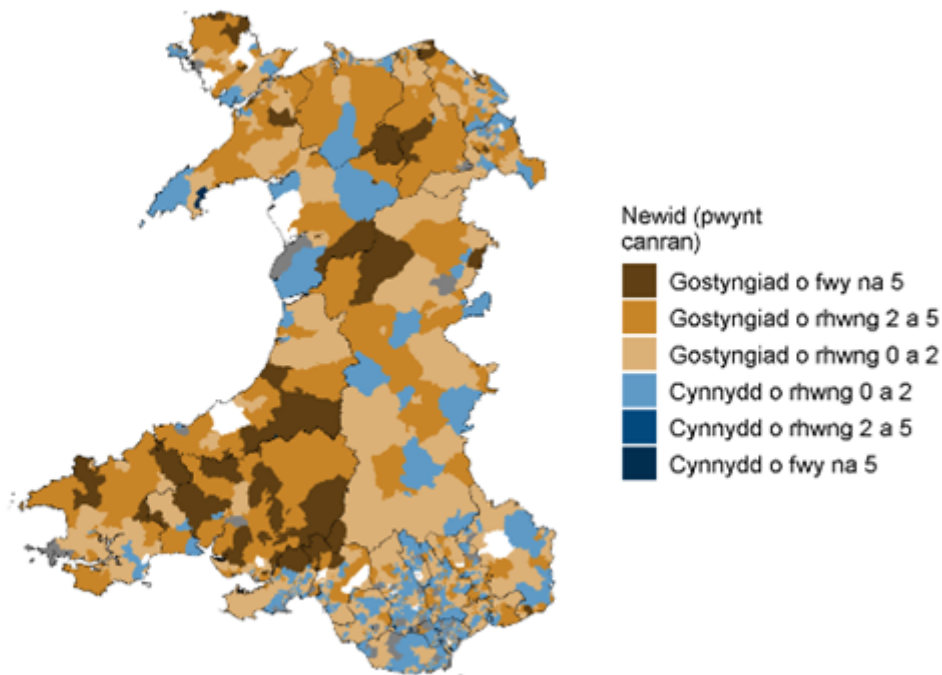 Newid (pwynt
canran)
Gostyngiad o fwy na 5
Gostyngiad o rhwng 2 a 5
Gostyngiad o rhwng 0 a 2
Cynnydd o rhwng 0 a 2
Cynnydd o rhwng 2 a 5
Cynnydd o fwy na 5